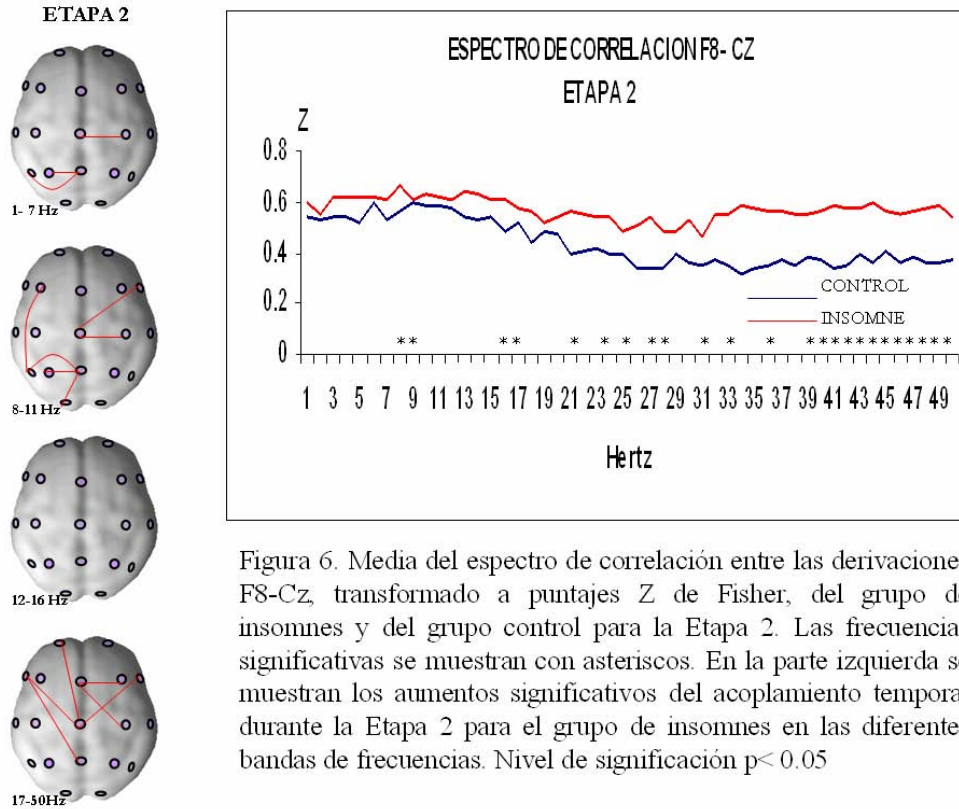 ETAPA 2
1- 7 Hz
8-11 Hz
12-16 Hz
17-50Hz
ESPECTRO DE CORRELACION F8- CZ
ETAPA 2
Z
0.8
0.6
0.4
0.2
0
CONTROL
INSOMNE
* * * * * * * * * * * * * * * * * * * * * * *
1 3 5 7 9 11 13 15 17 19 21 23 25 27 29 31 33 35 37 39 41 43 45 47 49
Hertz
Figura 6. Media del espectro de correlación entre las derivacione
F8-Cz, transformado a puntajes Z de Fisher, del grupo d
insomnes y del grupo control para la Etapa 2. Las frecuencia
significativas se muestran con asteriscos. En la parte izquierda s
muestran los aumentos significativos del acoplamiento tempora
durante la Etapa 2 para el grupo de insomnes en las diferente
bandas de frecuencias. Nivel de significación p< 0.05